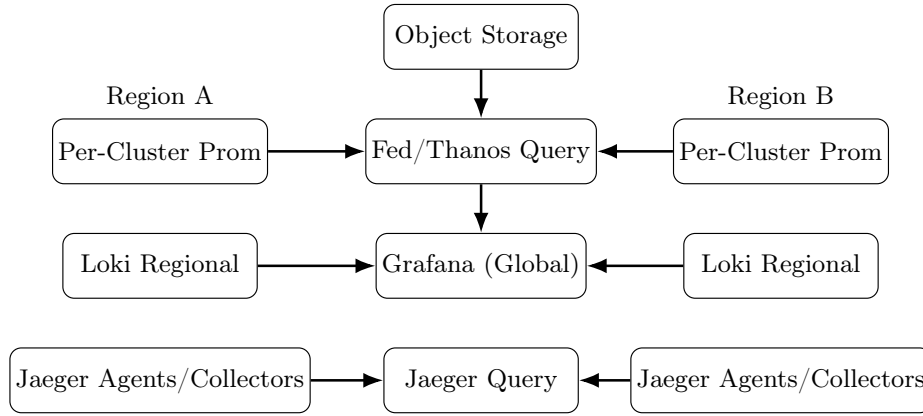 Object Storage
Region A
Region B
Per-Cluster Prom
Fed/Thanos Query
Per-Cluster Prom
Loki Regional
Grafana (Global)
Loki Regional
Jaeger Agents/Collectors
Jaeger Query
Jaeger Agents/Collectors